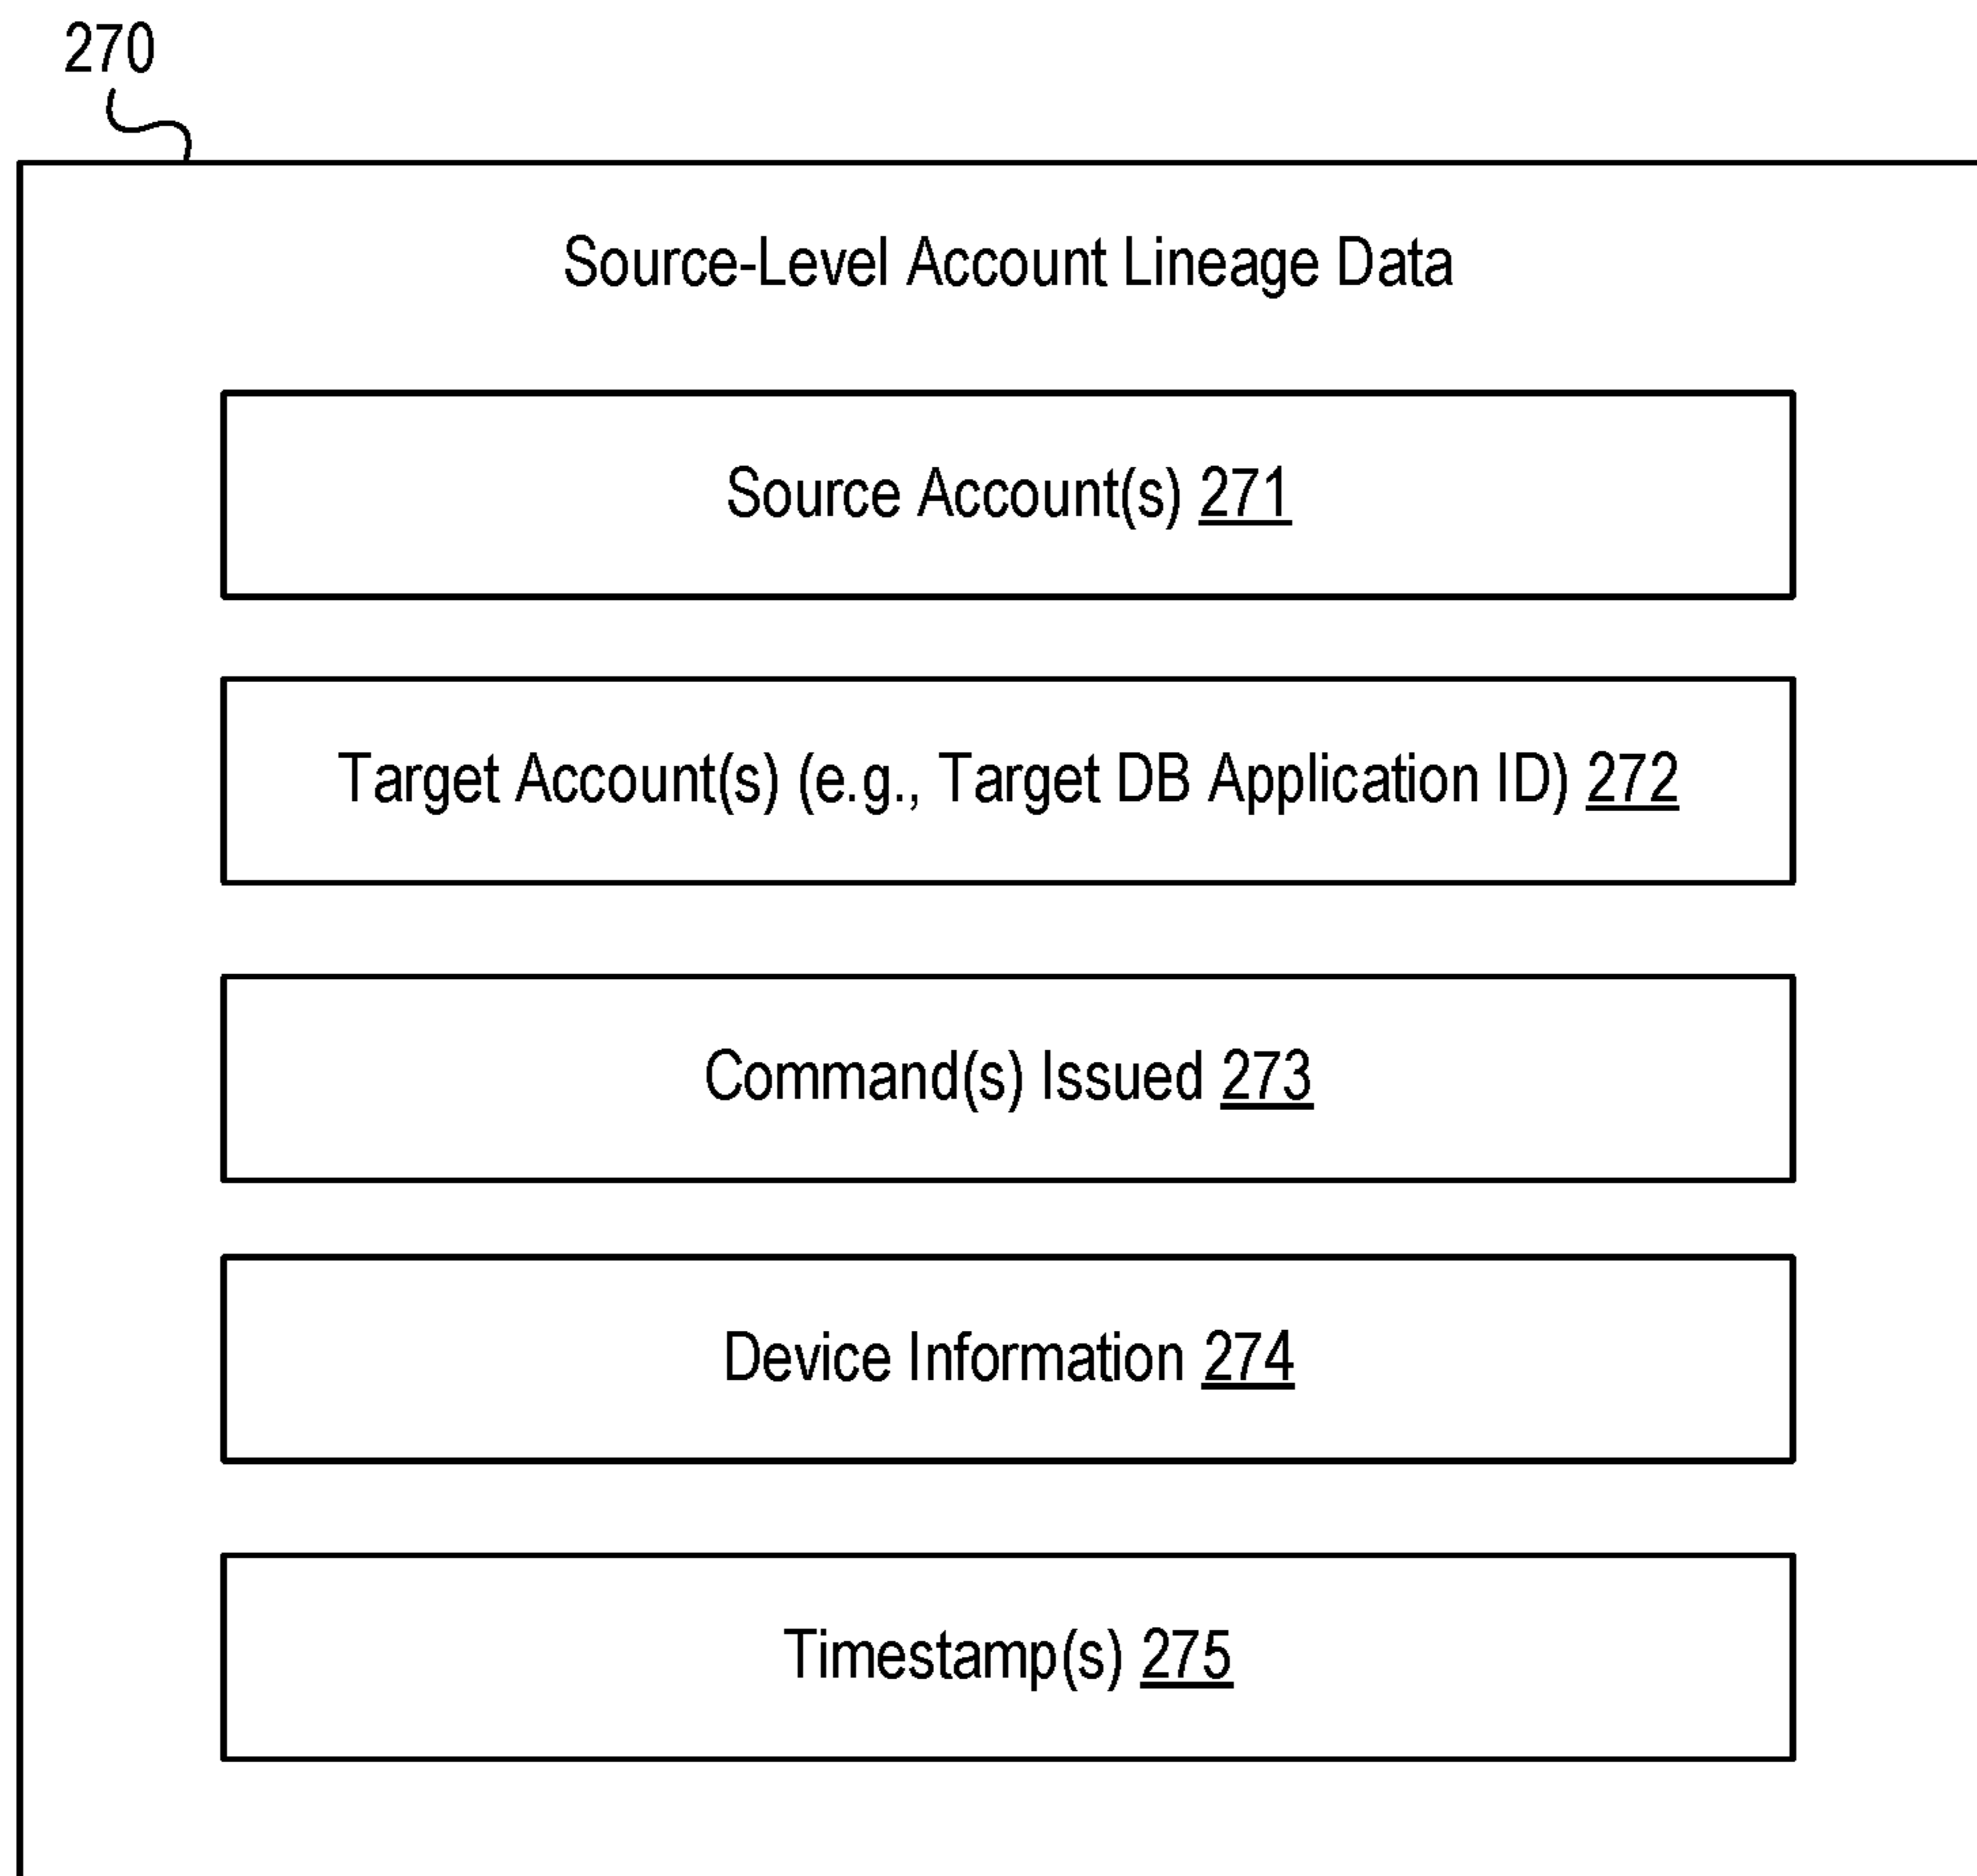 270
Source-Level Account Lineage Data
Source Account(s) 271
Target Account(s) (e.g., Target DB Application ID) 272
Command(s) Issued 273
Device Information 274
Timestamp(s) 275